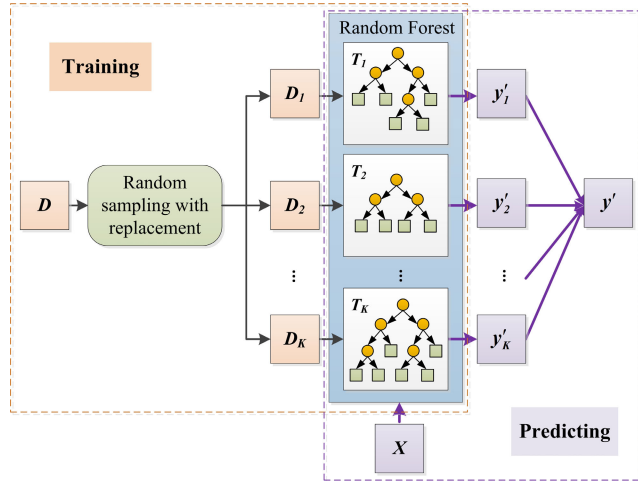 Random Forest
Training
T1
D1
y'1
D
Random
sampling with
replacement
T2
D2
y'2
y'
...
...
...
TK
DK
y'K
X
Predicting